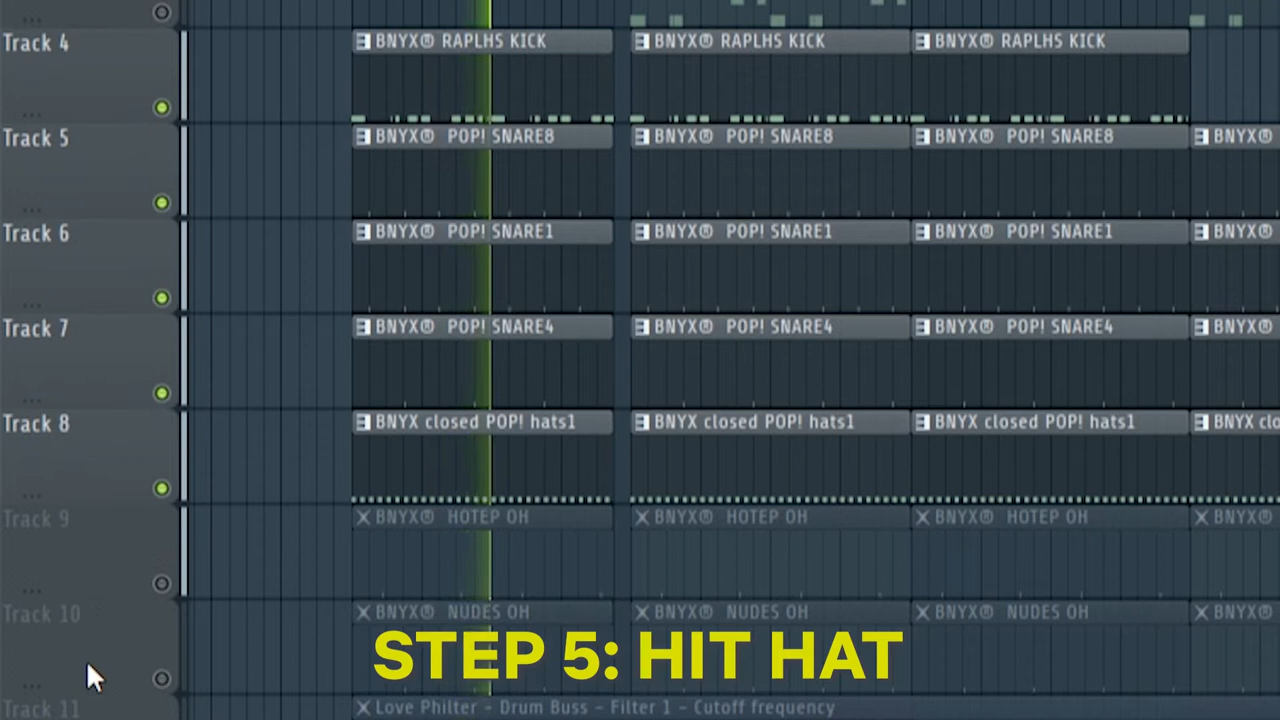 Track 4 BNYX® RAPLHS KICK BNYX® RAPLHS KICK BNYX® RAPLHS KICK
Track 5 BNYX® POP! SNARE8 BNYX® POP! SNARE8 BNYX® POP! SNARE8 BNYX®
Track 6 BNYX® POP! SNARE1 BNYX® POP! SNARE1 BNYX® POP! SNARE1 BNYX®
Track 7 BNYX® POP! SNARE4 BNYX® POP! SNARE4 BNYX® POP! SNARE4 BNYX®
Track 8 BNYX closed POP! hats1 BNYX closed POP! hats1 BNYX closed POP! hats1 BNYX clo
Track 9 BNYX® HOTEP OH BNYX® HOTEP OH BNYX® HOTEP OH BNYX®
Track 10 BNYX® NUDES OH BNYX® NUDES OH BNYX® NUDES OH BNYX®
STEP 5: HIT HAT
Track 11 Love Philter - Drum Buss - Filter 1 - Cutoff frequency